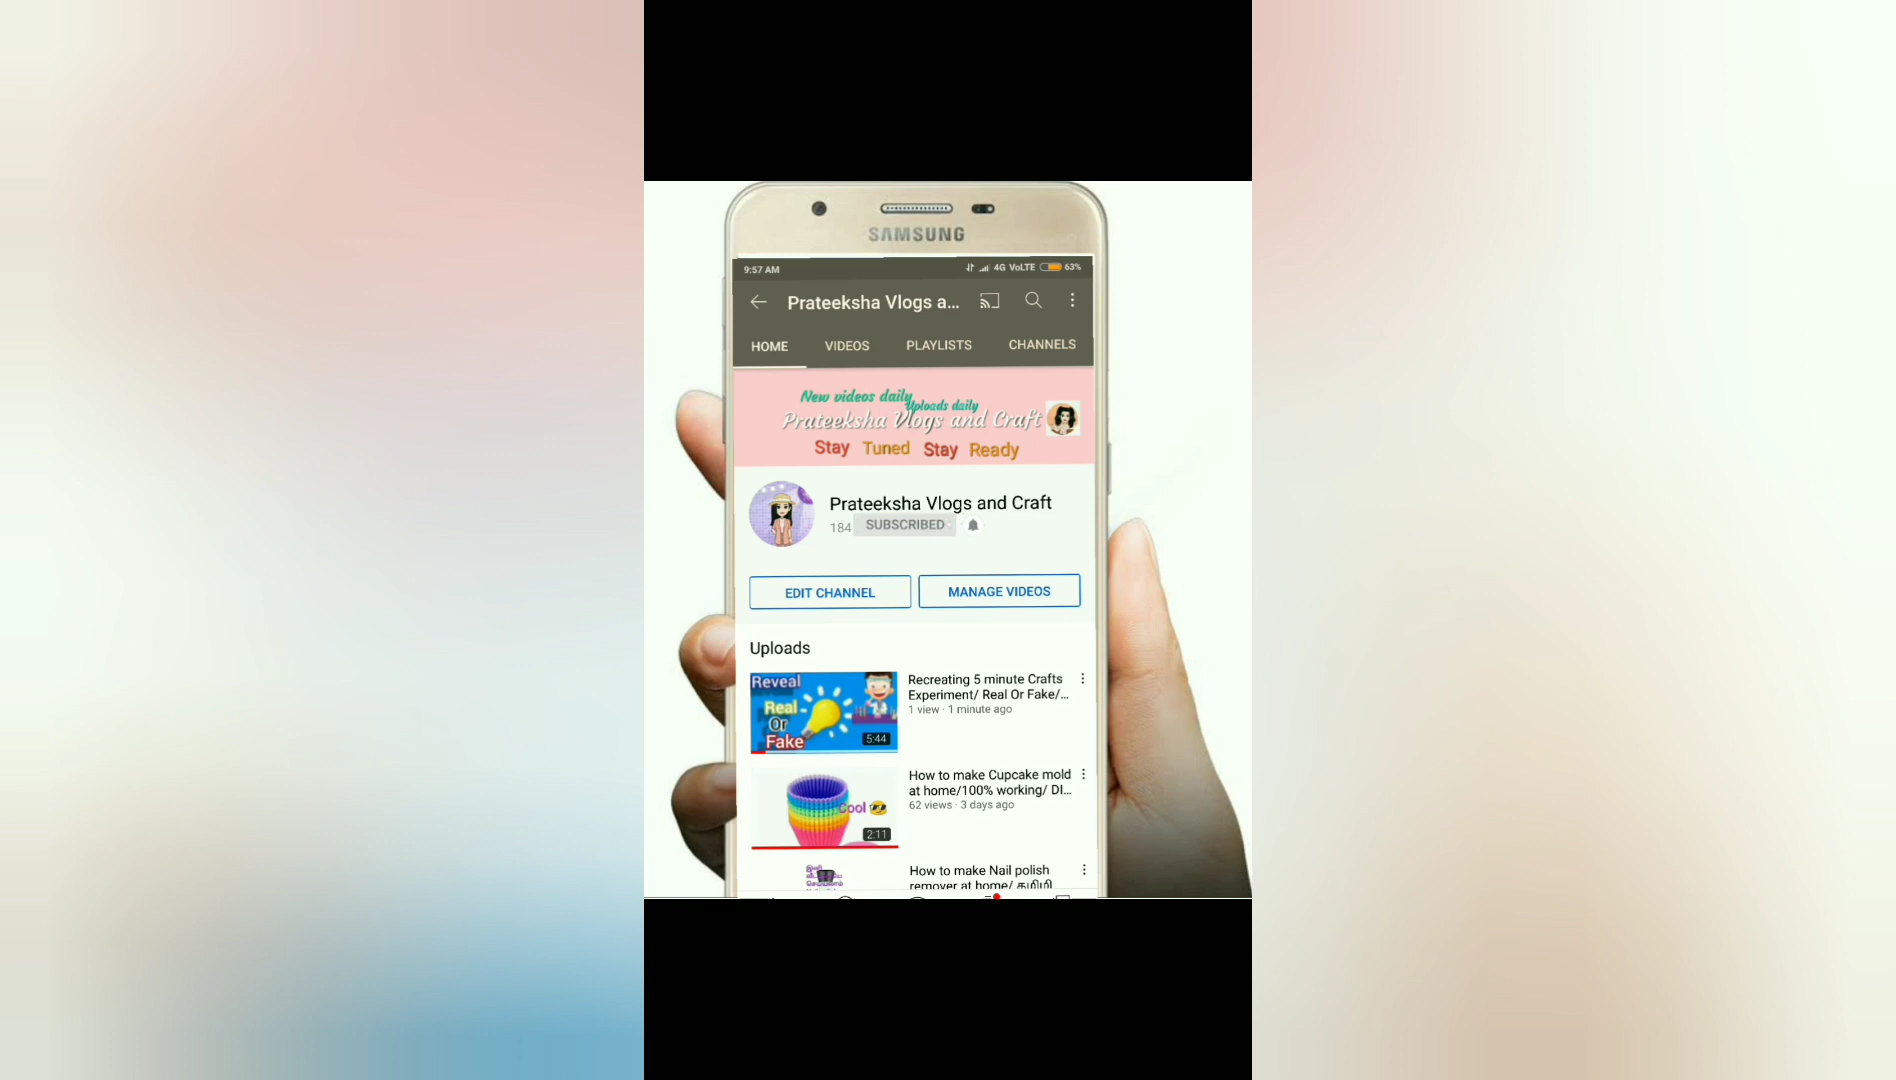 SAMSUNG
9:57 AM 4G VoLTE 63%
Prateeksha Vlogs a...
HOME VIDEOS PLAYLISTS CHANNELS
New videos daily
Uploads daily
Prateeksha Vlogs and Craft
Stay Tuned Stay Ready
Prateeksha Vlogs and Craft
184 SUBSCRIBED
EDIT CHANNEL MANAGE VIDEOS
Uploads
Reveal
Real
Or
Fake
5:44
Recreating 5 minute Crafts
Experiment/ Real Or Fake/...
1 view · 1 minute ago
Cool
2:11
How to make Cupcake mold
at home/100% working/ DI...
62 views · 3 days ago
How to make Nail polish
remover at home/